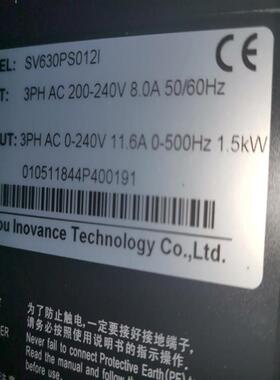 EL: SV630PS012I
T: 3PH AC 200-240V 8.0A 50/60Hz
UT: 3PH AC 0-240V 11.6A 0-500Hz 1.5kW
010511844P400191
ou Inovance Technology Co.,Ltd.
为了防止触电,一定要接好接地端子,
请务必按照使用说明书的指示操作。
Never fail to connect Protective Earth(PE)
Read the manual and follow the
before use.